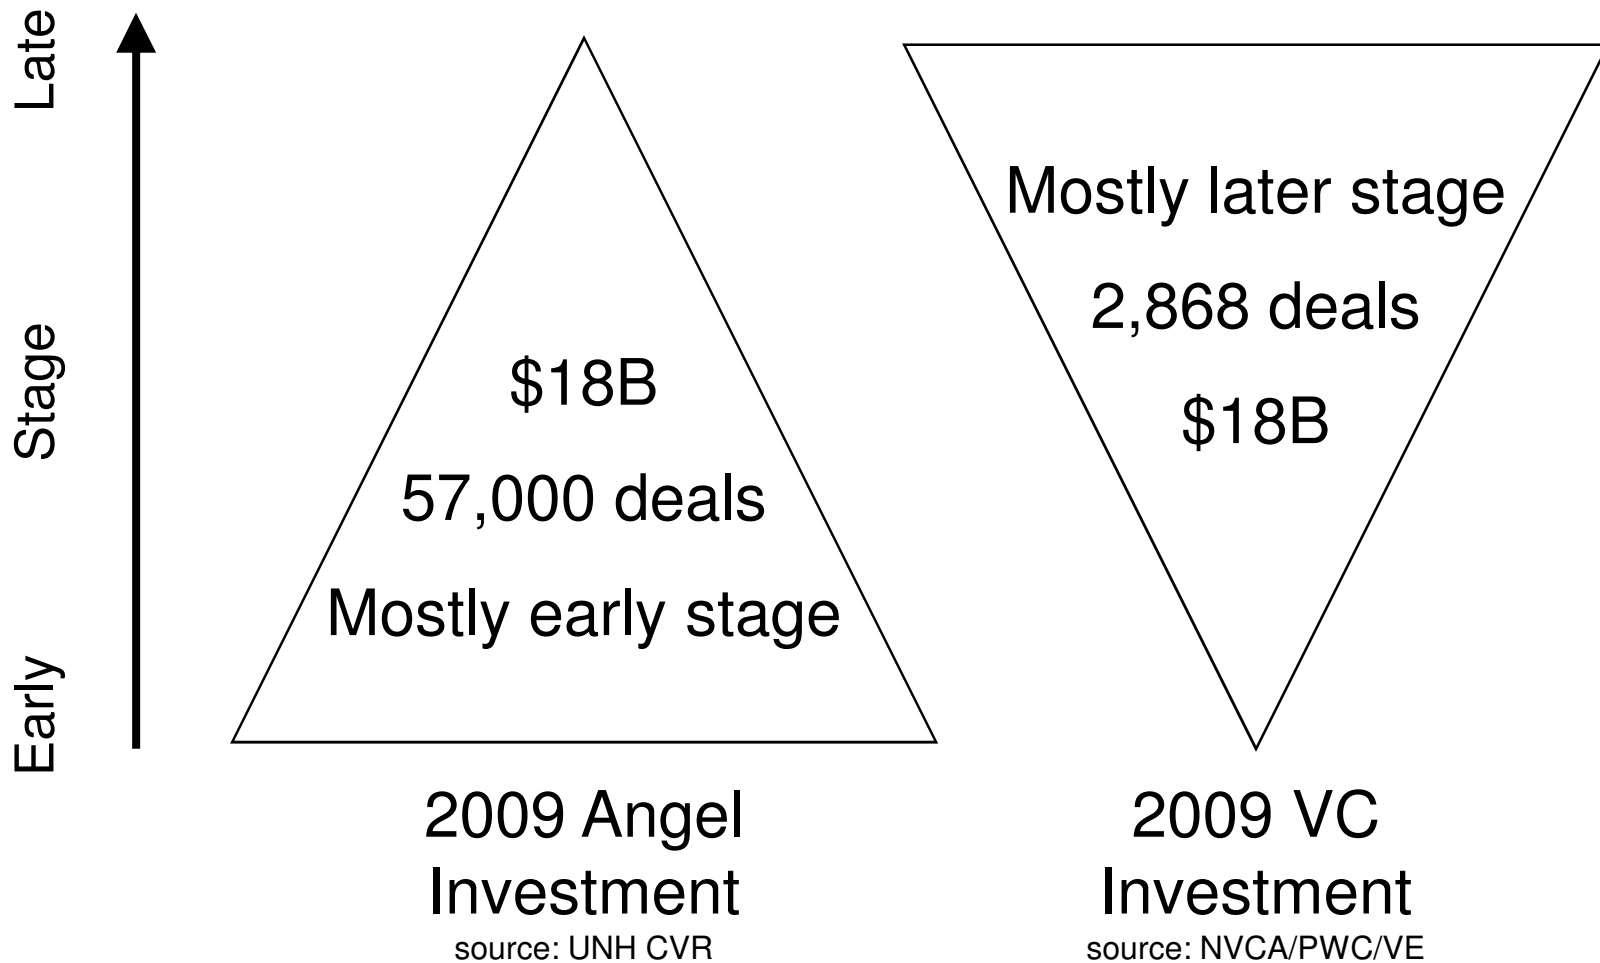 Late
Stage
Early
$18B
57,000 deals
Mostly early stage
2009 Angel
Investment
source: UNH CVR
Mostly later stage
2,868 deals
$18B
2009 VC
Investment
source: NVCA/PWC/VE